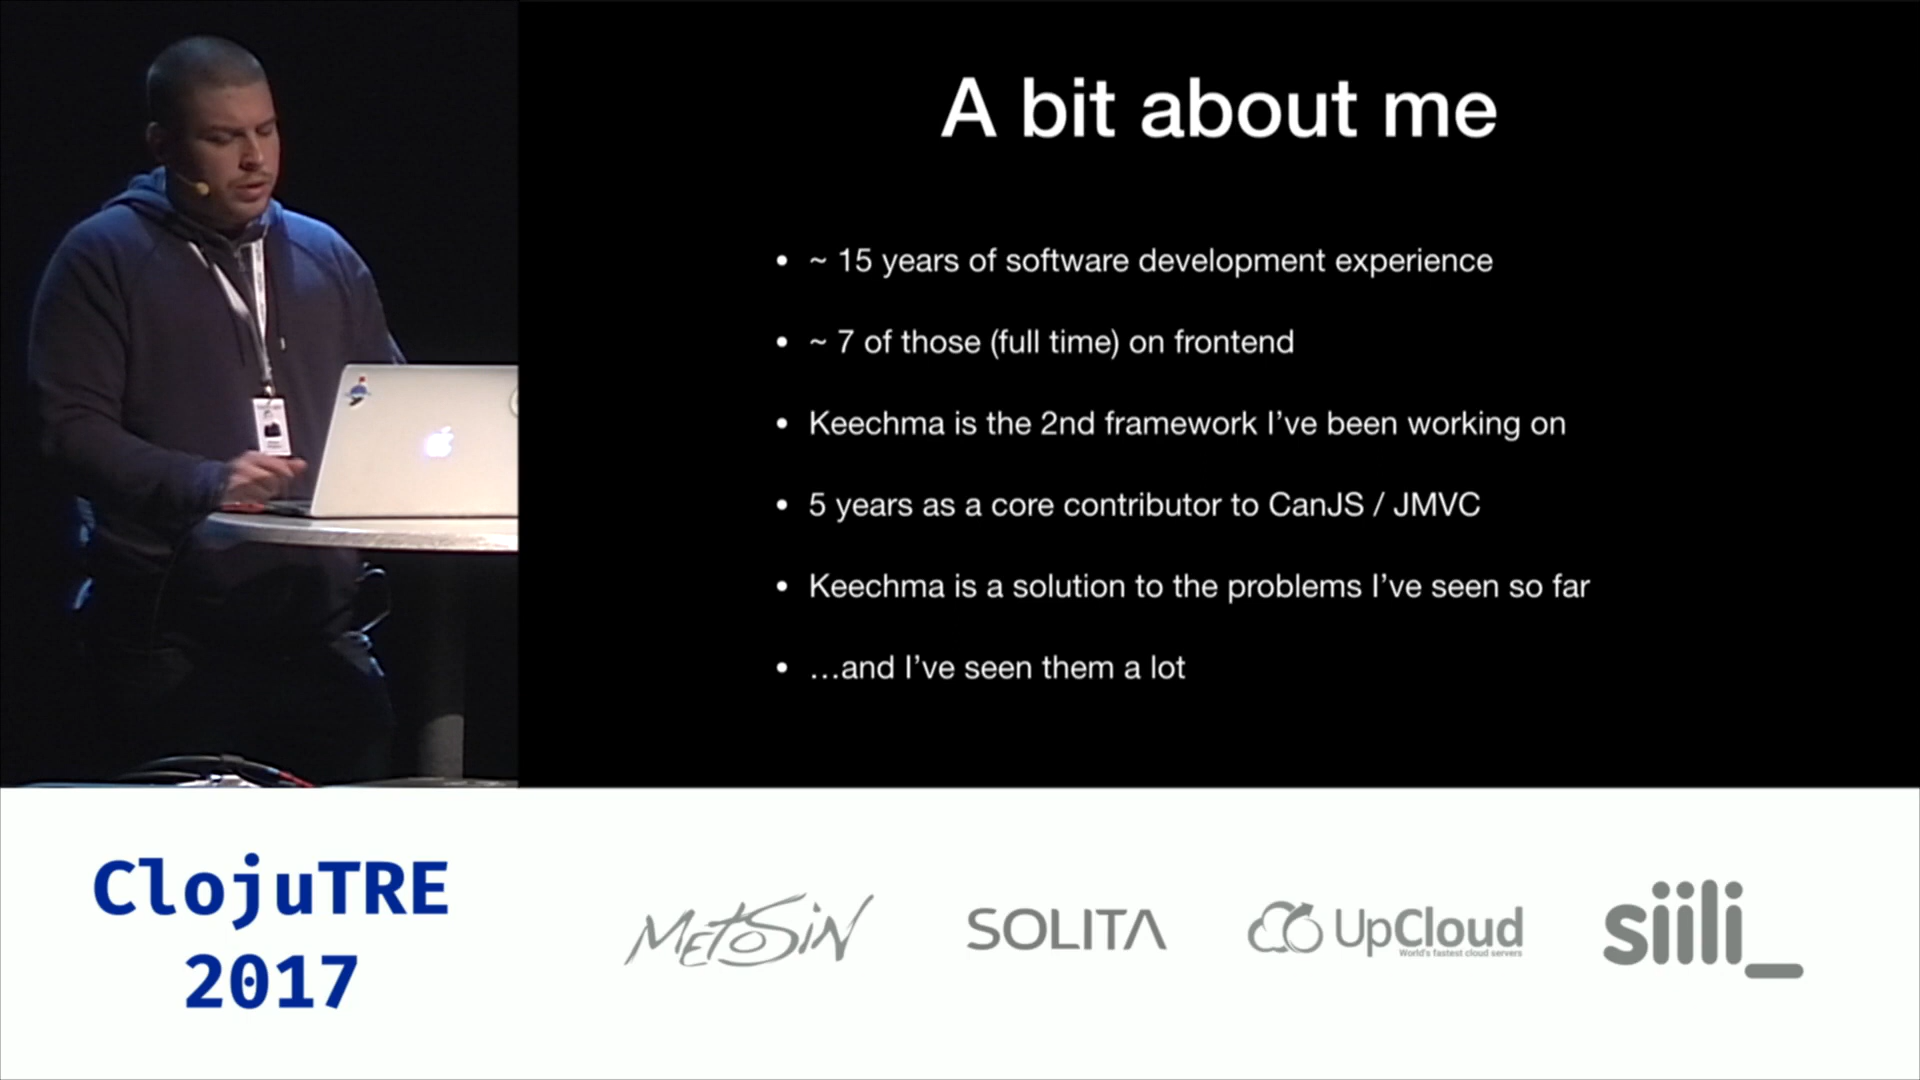 A bit about me
• ~ 15 years of software development experience
• ~ 7 of those (full time) on frontend
• Keechma is the 2nd framework I’ve been working on
• 5 years as a core contributor to CanJS / JMVC
• Keechma is a solution to the problems I’ve seen so far
• …and I’ve seen them a lot
ClojuTRE
2017
METOSIN
SOLITA
UpCloud
World's fastest cloud servers
siili_